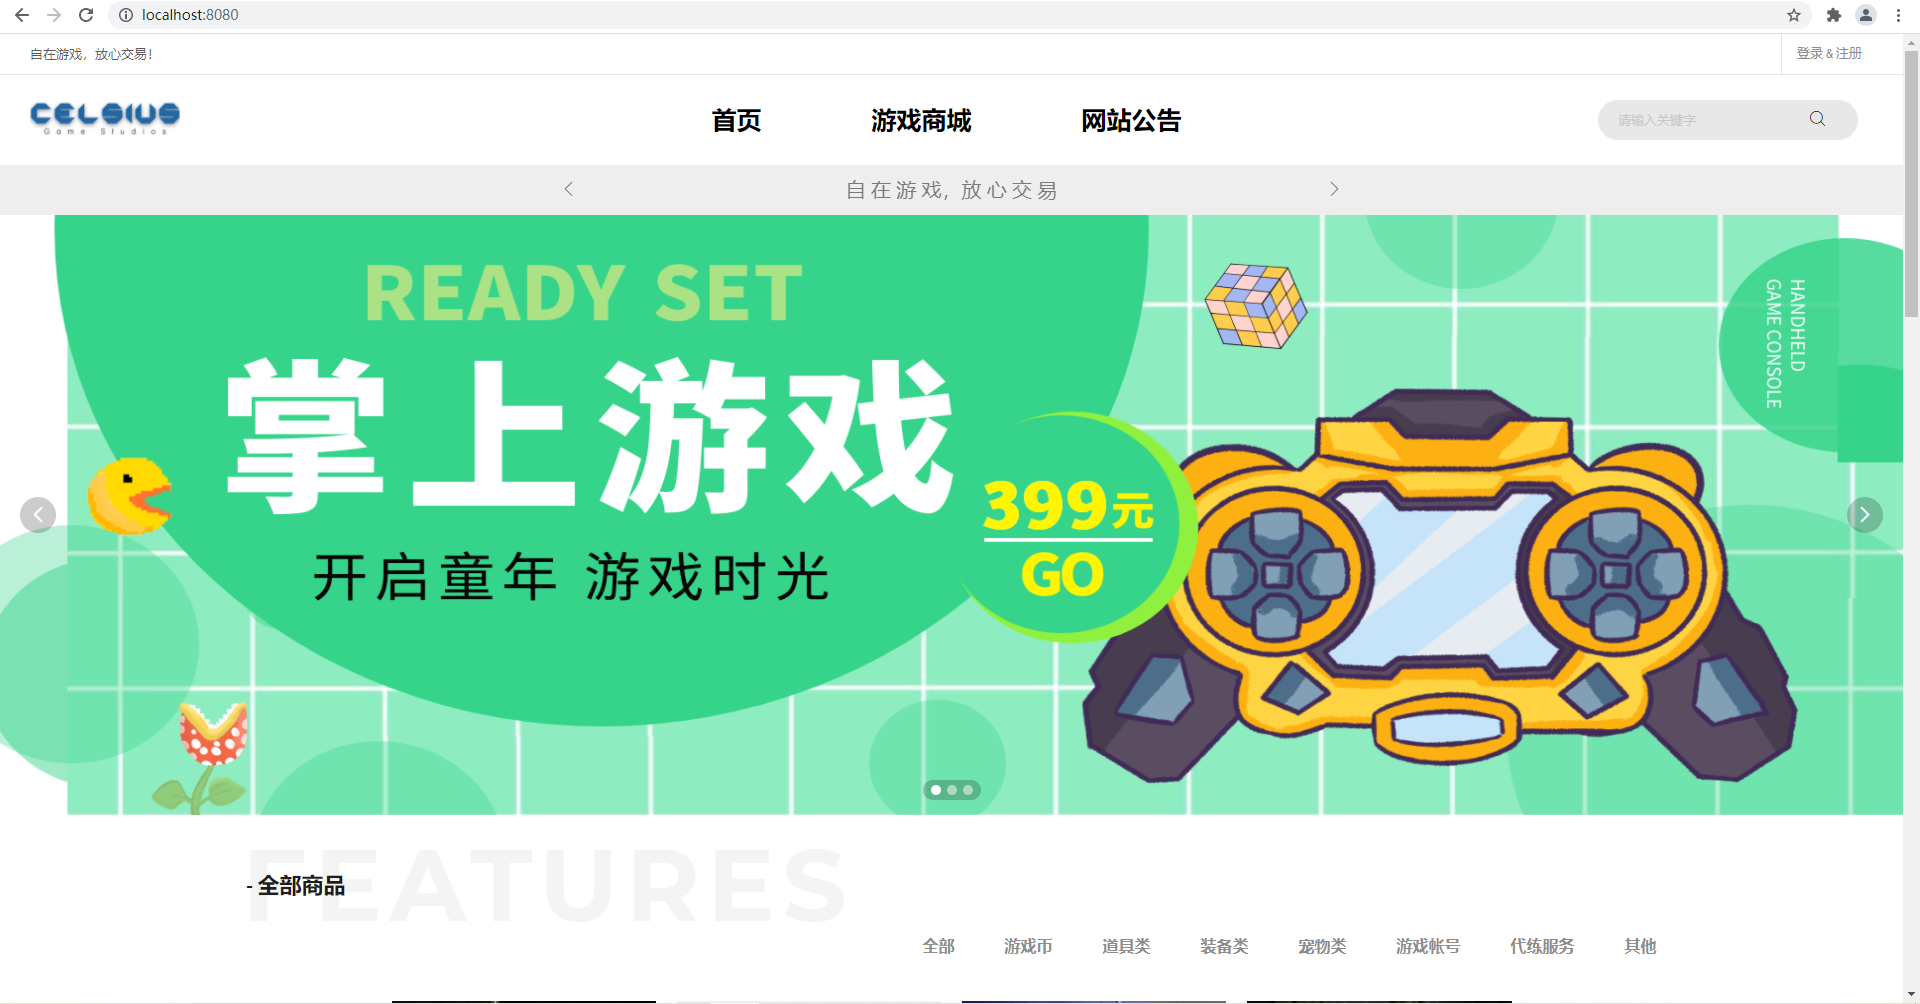 localhost:8080
自在游戏，放心交易！
登录 & 注册
CELSIUS
Game Studios
首页
游戏商城
网站公告
请输入关键字
自在游戏, 放心交易
READY SET
掌上游戏
开启童年 游戏时光
399元
GO
HANDHELD
GAME CONSOLE
FEATURES
- 全部商品
全部
游戏币
道具类
装备类
宠物类
游戏帐号
代练服务
其他